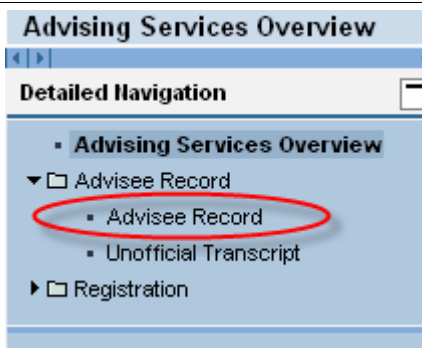 Advising Services Overview
Detailed Navigation
Advising Services Overview
Advisee Record
Advisee Record
Unofficial Transcript
Registration